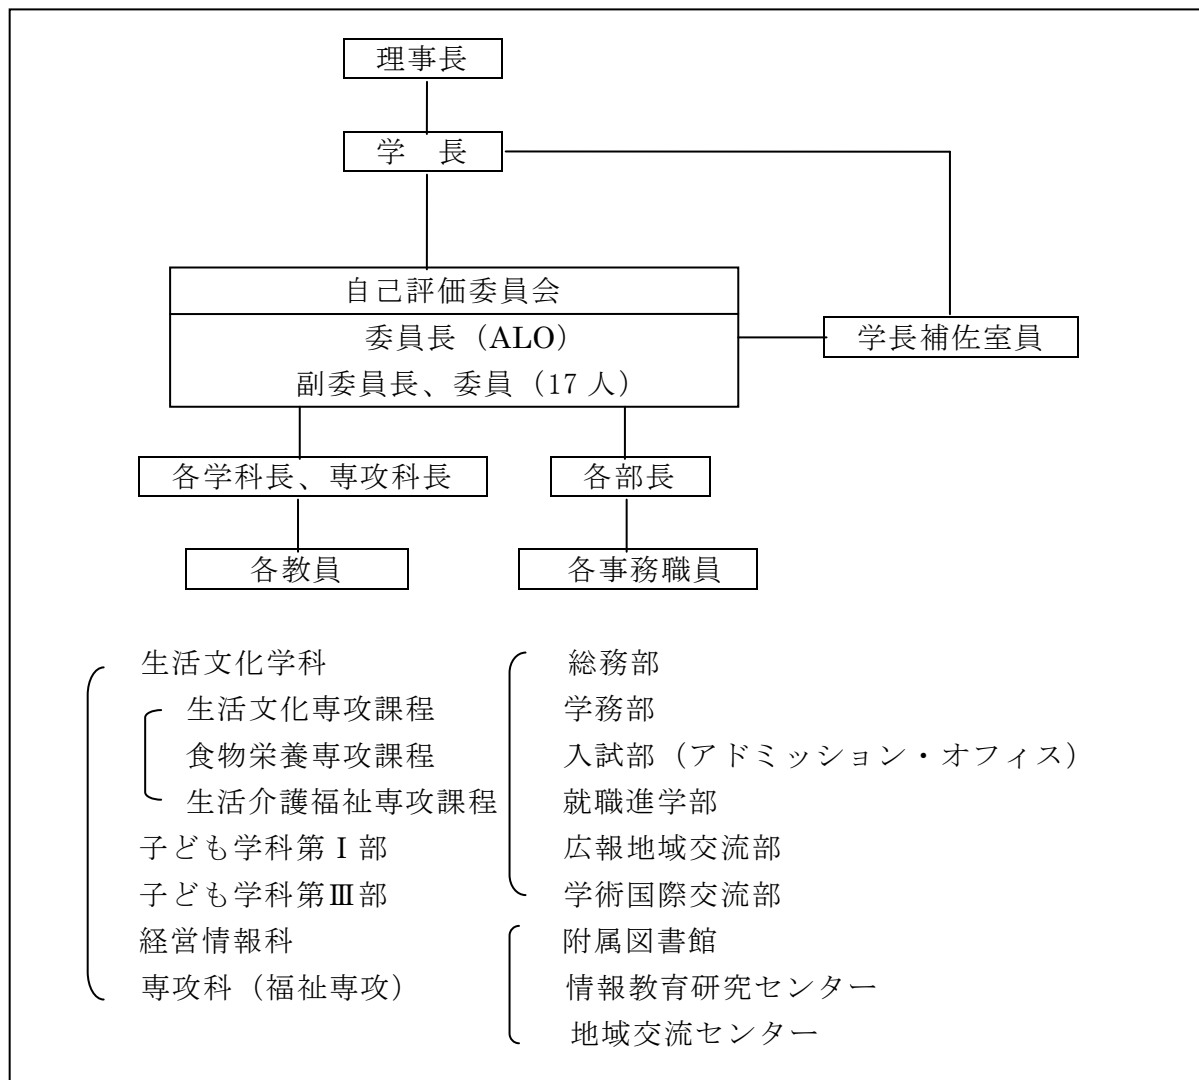 理事長
学　長
自己評価委員会
委員長（ALO）
副委員長、委員（17 人）
学長補佐室員
各学科長、専攻科長
各部長
各教員
各事務職員
生活文化学科
生活文化専攻課程
食物栄養専攻課程
生活介護福祉専攻課程
子ども学科第Ⅰ部
子ども学科第Ⅲ部
経営情報科
専攻科（福祉専攻）
総務部
学務部
入試部（アドミッション・オフィス）
就職進学部
広報地域交流部
学術国際交流部
附属図書館
情報教育研究センター
地域交流センター